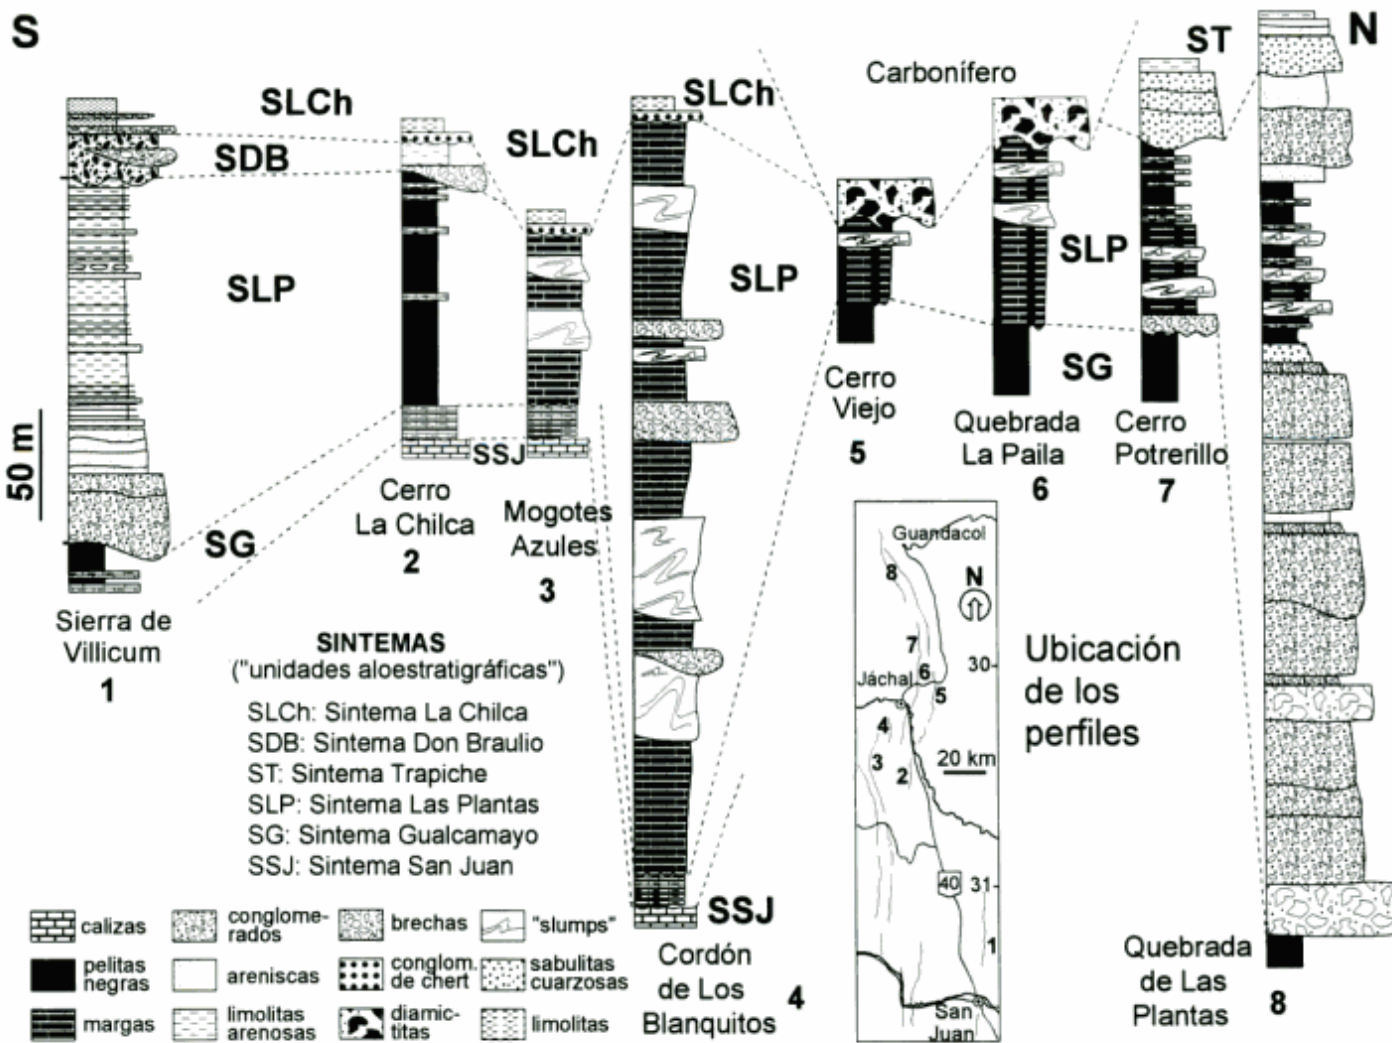 S
N
ST
Carbonífero
SLCh
SLCh
SLCh
SDB
SLP
SLP
SLP
SG
SG
SSJ
SSJ
50 m
Sierra de
Villicum
1
Cerro
La Chilca
2
Mogotes
Azules
3
Cordón
de Los
Blanquitos
4
Cerro
Viejo
5
Quebrada
La Paila
6
Cerro
Potrerillo
7
Quebrada
de Las
Plantas
8
SINTEMAS
("unidades aloestratigráficas")
SLCh: Sintema La Chilca
SDB: Sintema Don Braulio
ST: Sintema Trapiche
SLP: Sintema Las Plantas
SG: Sintema Gualcamayo
SSJ: Sintema San Juan
calizas
conglome-
rados
brechas
"slumps"
pelitas
negras
areniscas
conglom.
de chert
sabulitas
cuarzosas
margas
limolitas
arenosas
diamic-
titas
limolitas
Guandacol
8
N
7
6
30
Jáchal
5
4
3
2
20 km
40
31
1
San
Juan
Ubicación
de los
perfiles